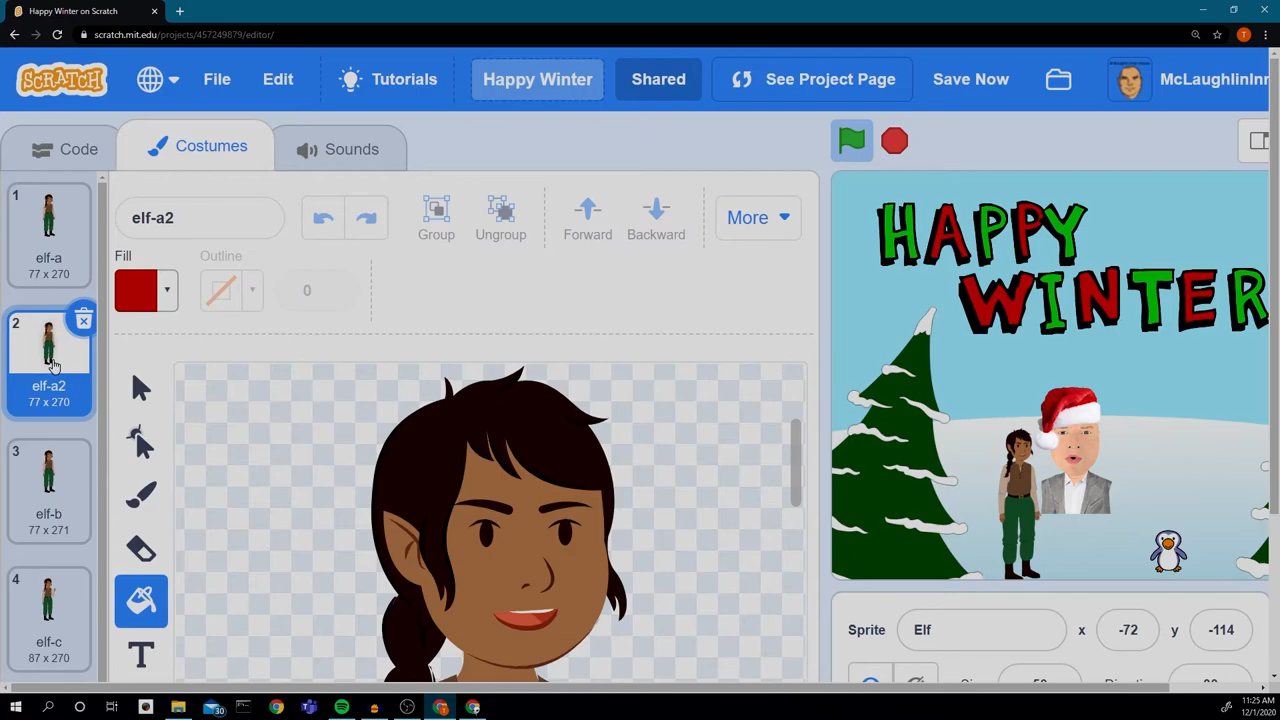 Happy Winter on Scratch
scratch.mit.edu/projects/457249879/editor/
SCRATCH
File
Edit
Tutorials
Happy Winter
Shared
See Project Page
Save Now
McLaughlinInn
Code
Costumes
Sounds
1
elf-a
77 x 270
2
elf-a2
77 x 270
3
elf-b
77 x 271
4
elf-c
87 x 270
elf-a2
Group
Ungroup
Forward
Backward
More
Fill
Outline
0
HAPPY
WINTER
Sprite
Elf
x
-72
y
-114
T
30
11:25 AM
12/1/2020